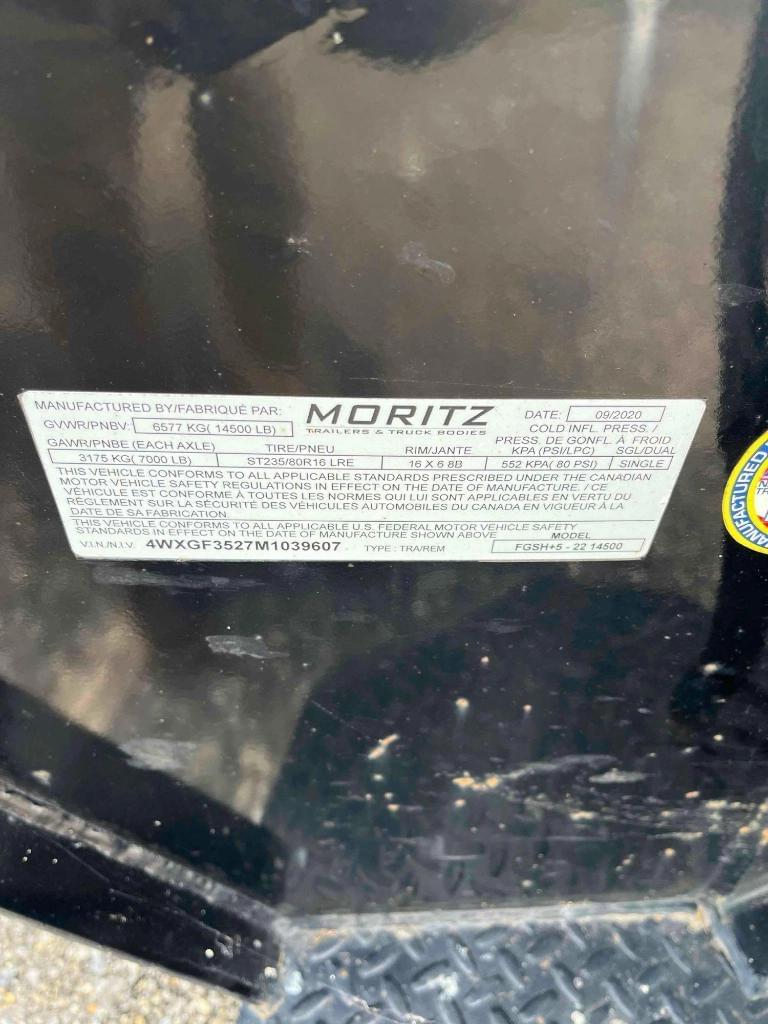 MANUFACTURED BY/FABRIQUÉ PAR: MORITZ DATE: 09/2020
TRAILERS & TRUCK BODIES
GVWR/PNBV: 6577 KG( 14500 LB) COLD INFL. PRESS. /
PRESS. DE GONFL. À FROID
GAWR/PNBE (EACH AXLE) TIRE/PNEU RIM/JANTE KPA (PSI/LPC) SGL/DUAL
3175 KG( 7000 LB) ST235/80R16 LRE 16 X 6 8B 552 KPA( 80 PSI) SINGLE
THIS VEHICLE CONFORMS TO ALL APPLICABLE STANDARDS PRESCRIBED UNDER THE CANADIAN
MOTOR VEHICLE SAFETY REGULATIONS IN EFFECT ON THE DATE OF MANUFACTURE. / CE
VÉHICULE EST CONFORME À TOUTES LES NORMES QUI LUI SONT APPLICABLES EN VERTU DU
RÈGLEMENT SUR LA SÉCURITÉ DES VÉHICULES AUTOMOBILES DU CANADA EN VIGUEUR À LA
DATE DE SA FABRICATION
THIS VEHICLE CONFORMS TO ALL APPLICABLE U.S. FEDERAL MOTOR VEHICLE SAFETY
STANDARDS IN EFFECT ON THE DATE OF MANUFACTURE SHOWN ABOVE MODEL
V.I.N./N.I.V. 4WXGF3527M1039607 TYPE : TRA/REM FGSH+5 - 22 14500
MANUFACTURED